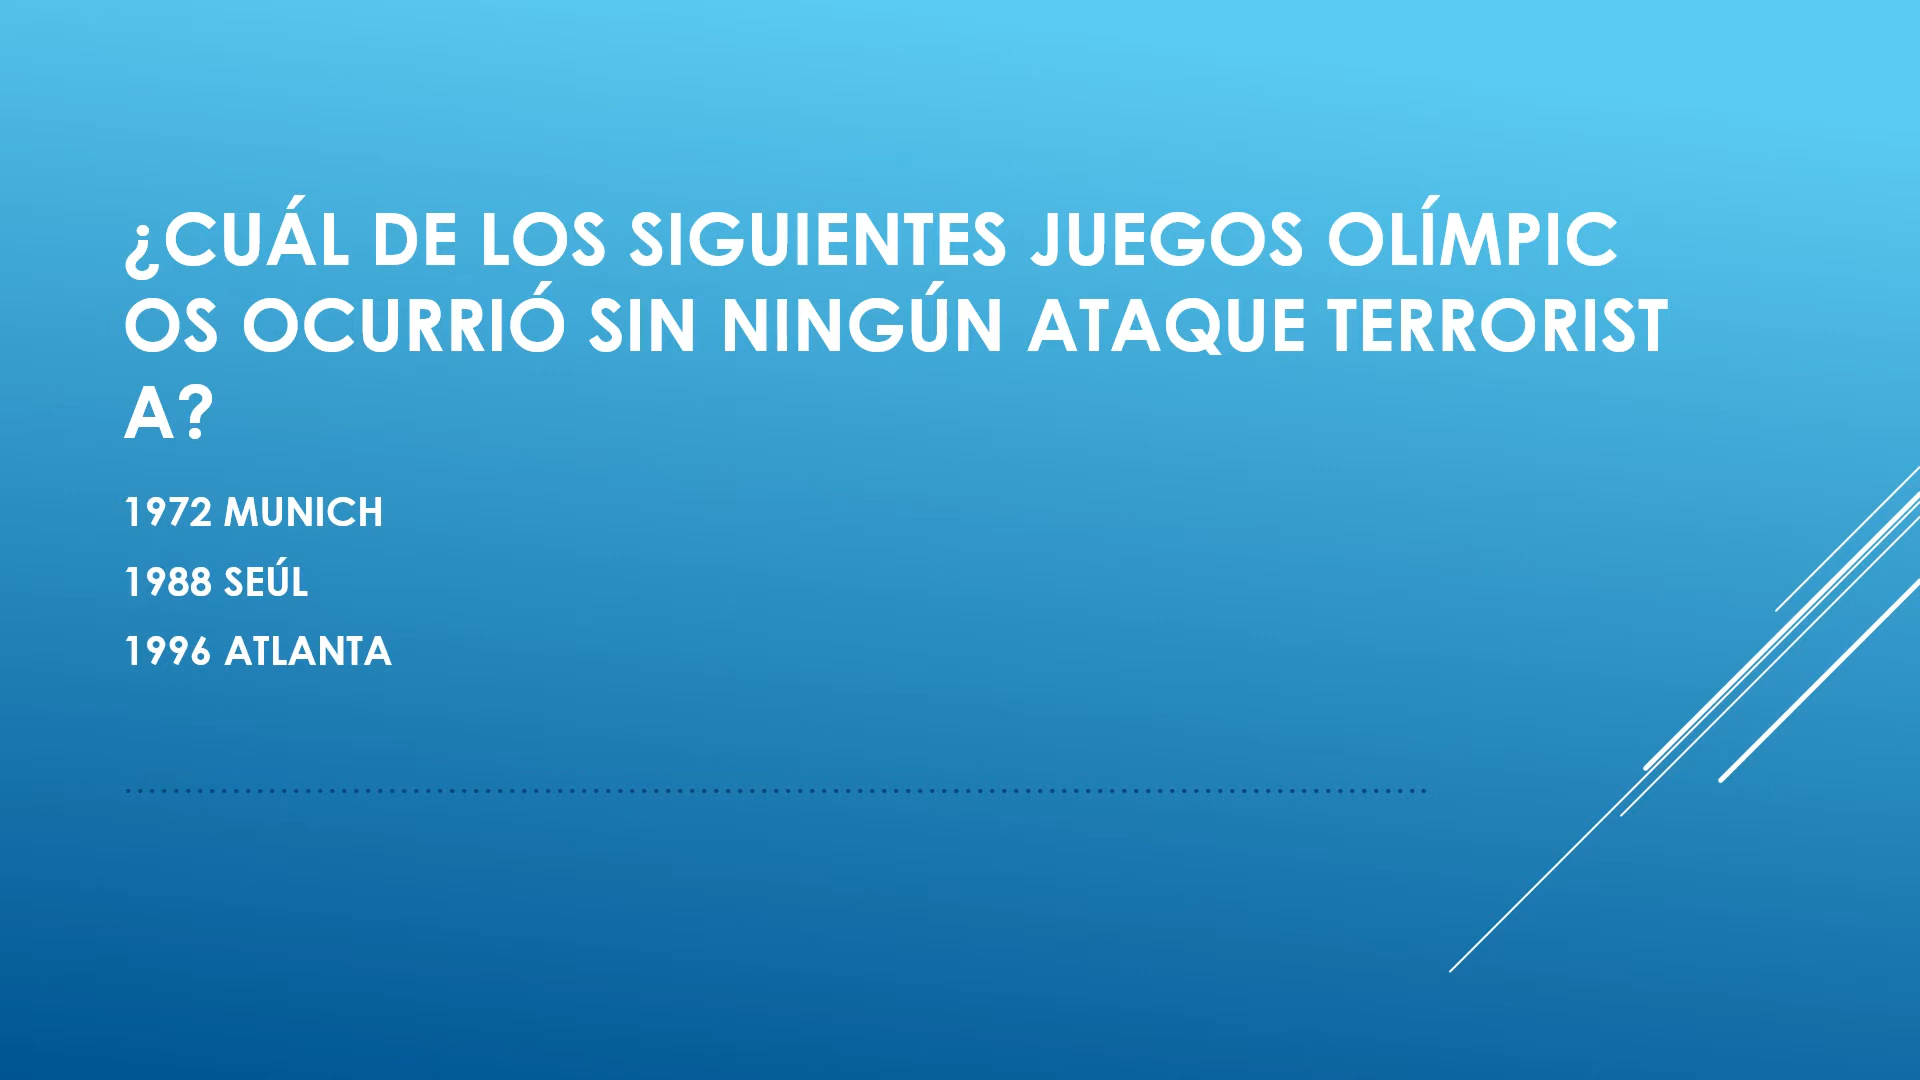 ¿CUÁL DE LOS SIGUIENTES JUEGOS OLÍMPIC
OS OCURRIÓ SIN NINGÚN ATAQUE TERRORIST
A?
1972 MUNICH
1988 SEÚL
1996 ATLANTA